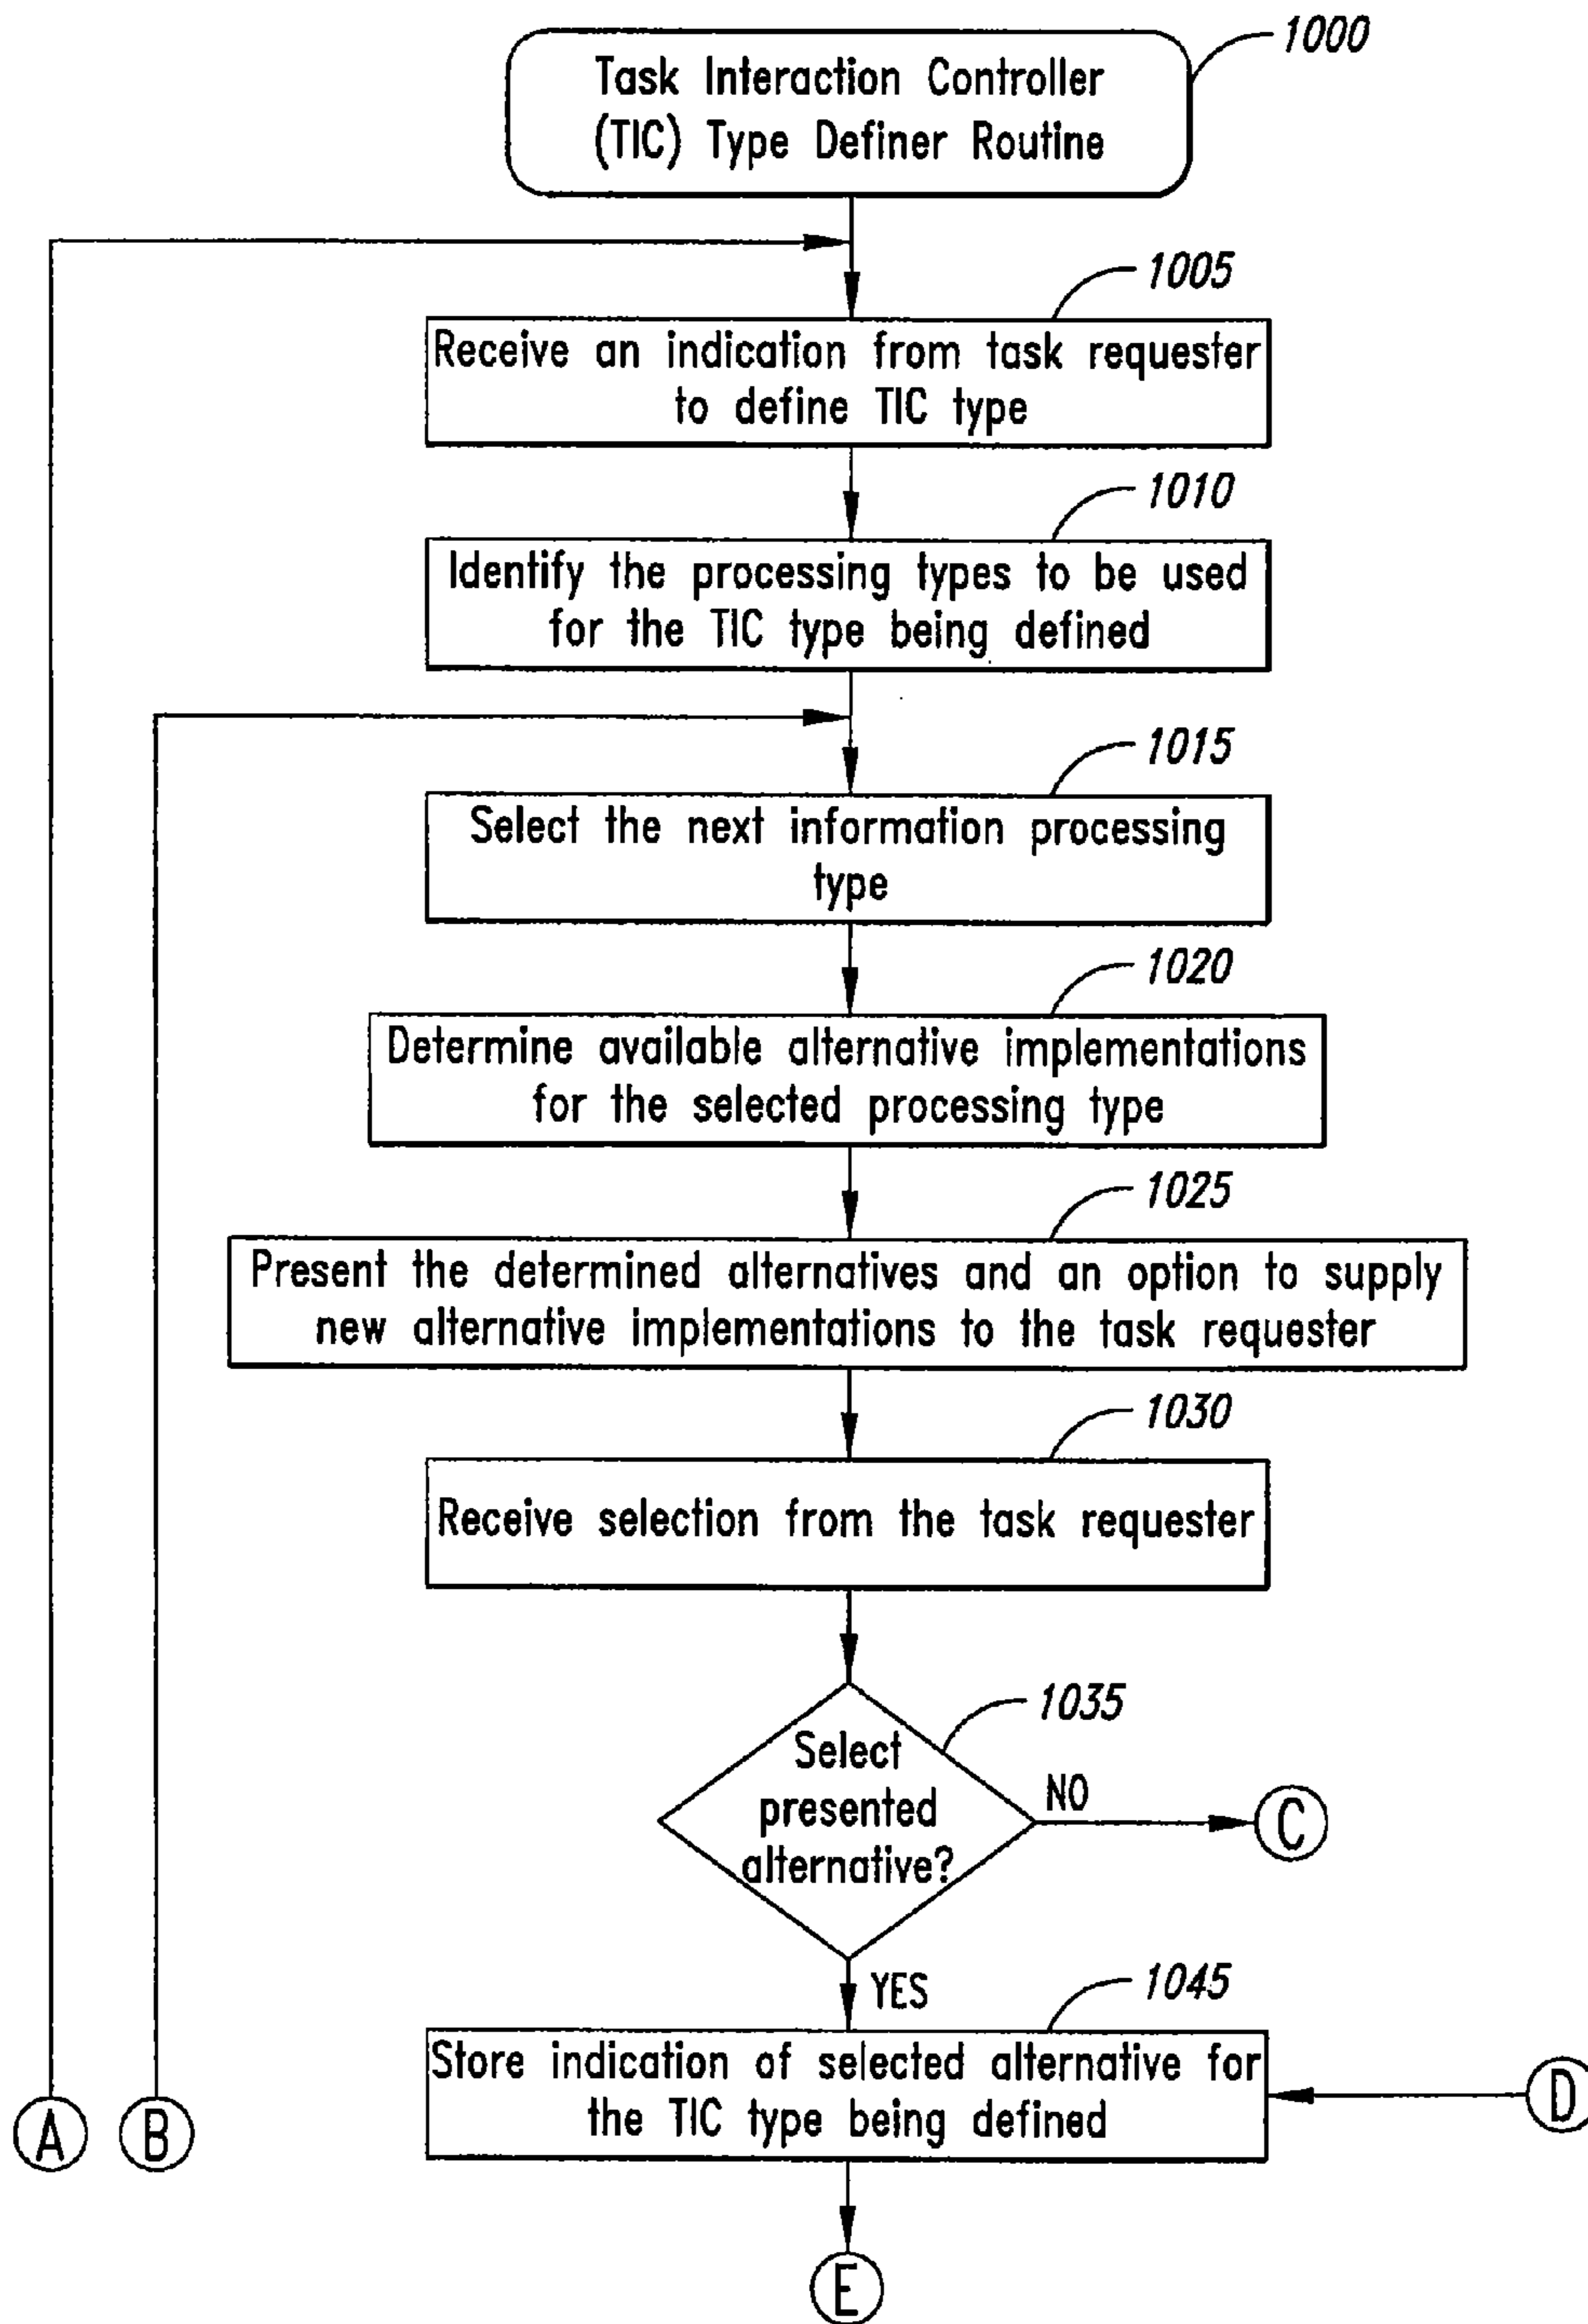 1000
Task Interaction Controller
(TIC) Type Definer Routine
1005
Receive an indication from task requester
to define TIC type
1010
Identify the processing types to be used
for the TIC type being defined
1015
Select the next information processing
type
1020
Determine available alternative implementations
for the selected processing type
1025
Present the determined alternatives and an option to supply
new alternative implementations to the task requester
1030
Receive selection from the task requester
1035
Select
presented
alternative?
NO
C
YES
1045
Store indication of selected alternative for
the TIC type being defined
D
A
B
E